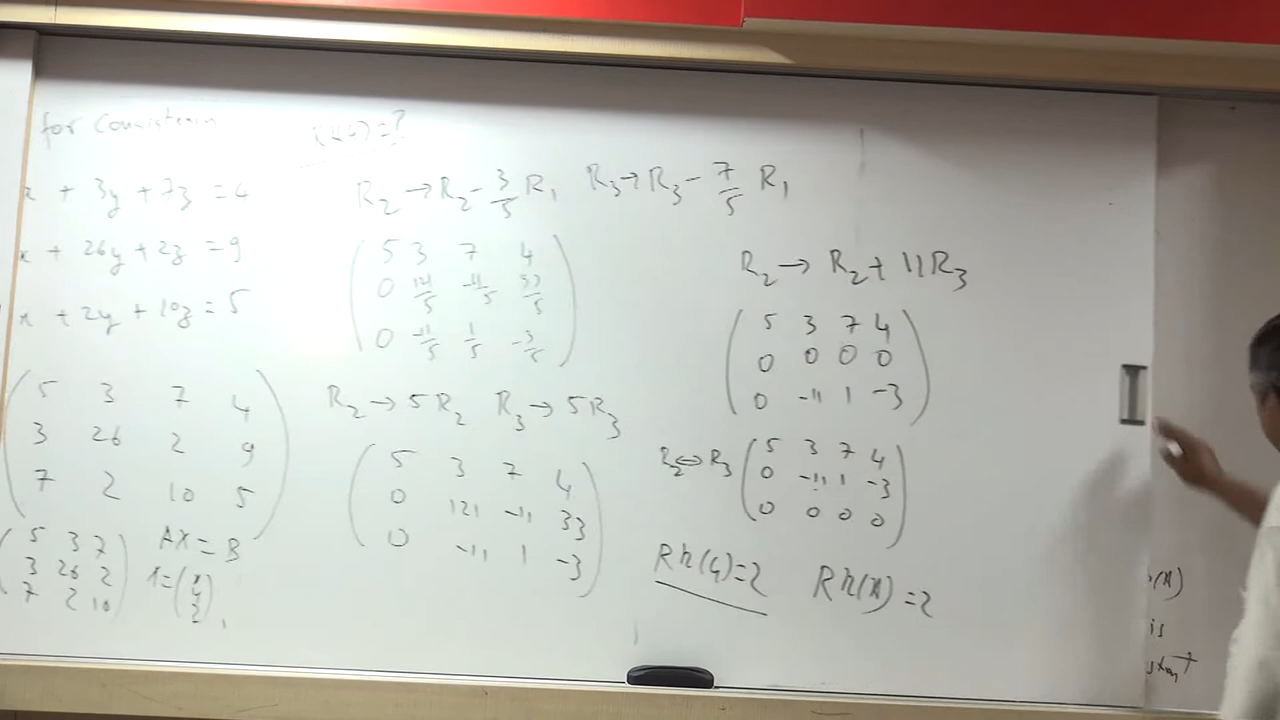 for Consistenc
x + 3y + 7z = 4
x + 26y + 2z = 9
x + 2y + 10z = 5
5 3 7 4
3 26 2 9
7 2 10 5
5 3 7
3 26 2
7 2 10
AX = B
R2 → R2 - 3/5 R1 R3 → R3 - 7/5 R1
5 3 7 4
0 121/5 -11/5 33/5
0 -11/5 1/5 -3/5
R2 → 5R2 R3 → 5R3
5 3 7 4
0 121 -11 33
0 -11 1 -3
R2 → R2 + 11R3
5 3 7 4
0 0 0 0
0 -11 1 -3
R2 ↔ R3
5 3 7 4
0 -11 1 -3
0 0 0 0
is